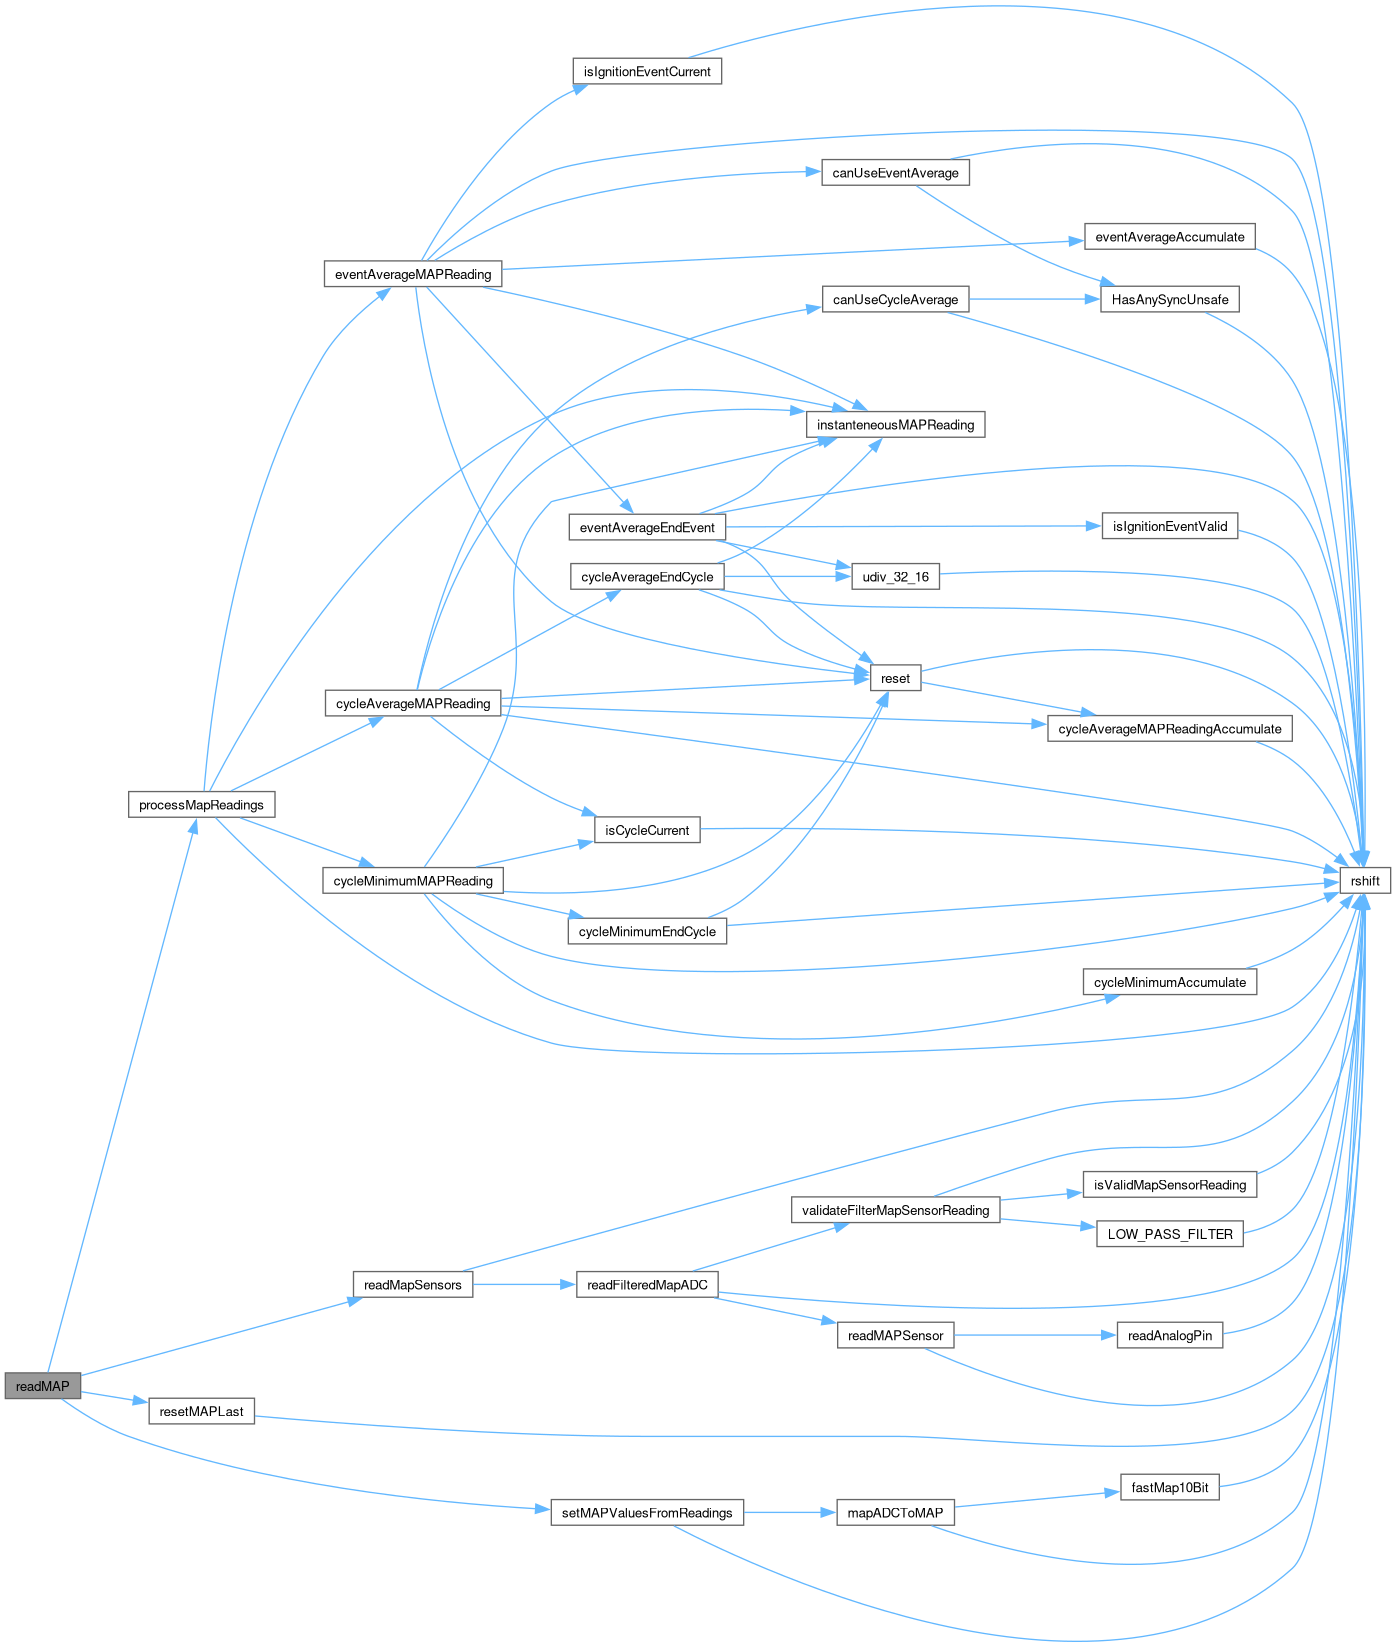 isIgnitionEventCurrent
canUseEventAverage
eventAverageAccumulate
eventAverageMAPReading
canUseCycleAverage
HasAnySyncUnsafe
instanteneousMAPReading
eventAverageEndEvent
isIgnitionEventValid
cycleAverageEndCycle
udiv_32_16
reset
cycleAverageMAPReading
cycleAverageMAPReadingAccumulate
processMapReadings
isCycleCurrent
cycleMinimumMAPReading
rshift
cycleMinimumEndCycle
cycleMinimumAccumulate
isValidMapSensorReading
validateFilterMapSensorReading
LOW_PASS_FILTER
readMapSensors
readFilteredMapADC
readMAPSensor
readAnalogPin
readMAP
resetMAPLast
fastMap10Bit
setMAPValuesFromReadings
mapADCToMAP